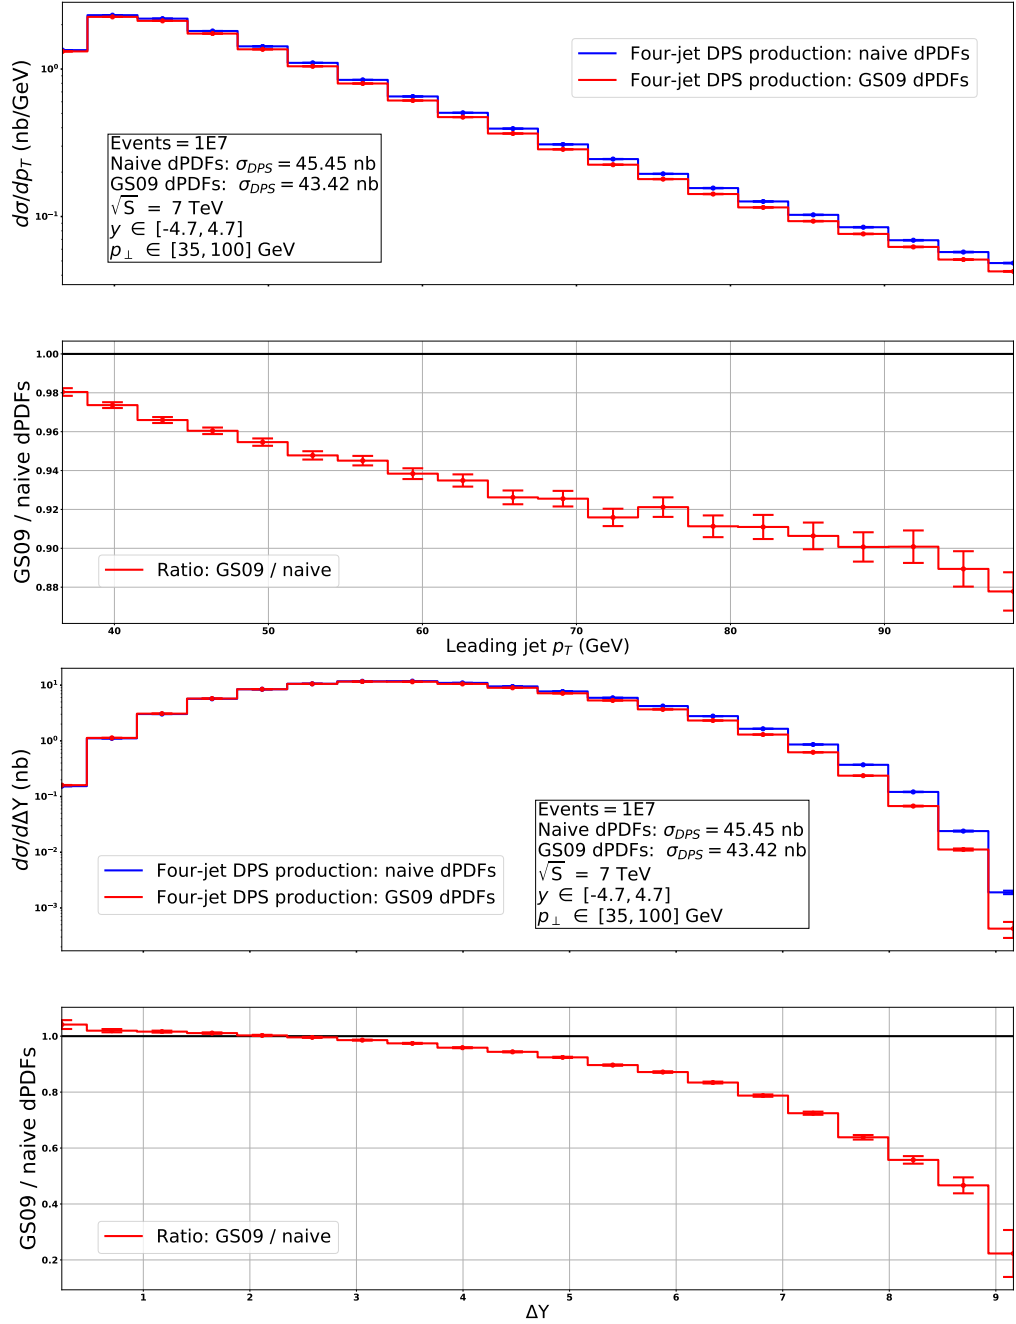 dσ/dp_T (nb/GeV)
10⁰
10⁻¹
Four-jet DPS production: naive dPDFs
Four-jet DPS production: GS09 dPDFs
Events = 1E7
Naive dPDFs: σ_DPS = 45.45 nb
GS09 dPDFs: σ_DPS = 43.42 nb
√S = 7 TeV
y ∈ [-4.7, 4.7]
p_⊥ ∈ [35, 100] GeV
GS09 / naive dPDFs
1.00
0.98
0.96
0.94
0.92
0.90
0.88
Ratio: GS09 / naive
40 50 60 70 80 90
Leading jet p_T (GeV)
dσ/dΔY (nb)
10¹
10⁰
10⁻¹
10⁻²
10⁻³
Four-jet DPS production: naive dPDFs
Four-jet DPS production: GS09 dPDFs
Events = 1E7
Naive dPDFs: σ_DPS = 45.45 nb
GS09 dPDFs: σ_DPS = 43.42 nb
√S = 7 TeV
y ∈ [-4.7, 4.7]
p_⊥ ∈ [35, 100] GeV
GS09 / naive dPDFs
1.0
0.8
0.6
0.4
0.2
Ratio: GS09 / naive
1 2 3 4 5 6 7 8 9
ΔY